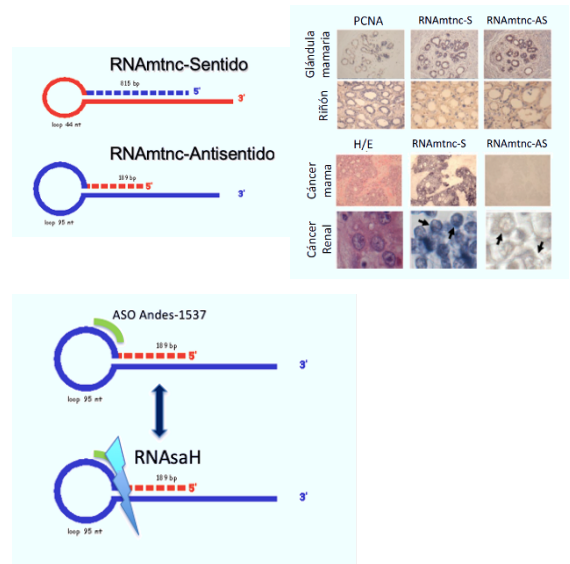 RNAmtnc-Sentido
815 bp
5'
3'
loop 44 nt
RNAmtnc-Antisentido
189 bp
5'
3'
loop 95 nt
PCNA RNAmtnc-S RNAmtnc-AS
Glándula
mamaria
Riñón
H/E RNAmtnc-S RNAmtnc-AS
Cáncer
mama
Cáncer
Renal
ASO Andes-1537
189 bp
5'
3'
loop 95 nt
RNAsaH
189 bp
5'
3'
loop 95 nt